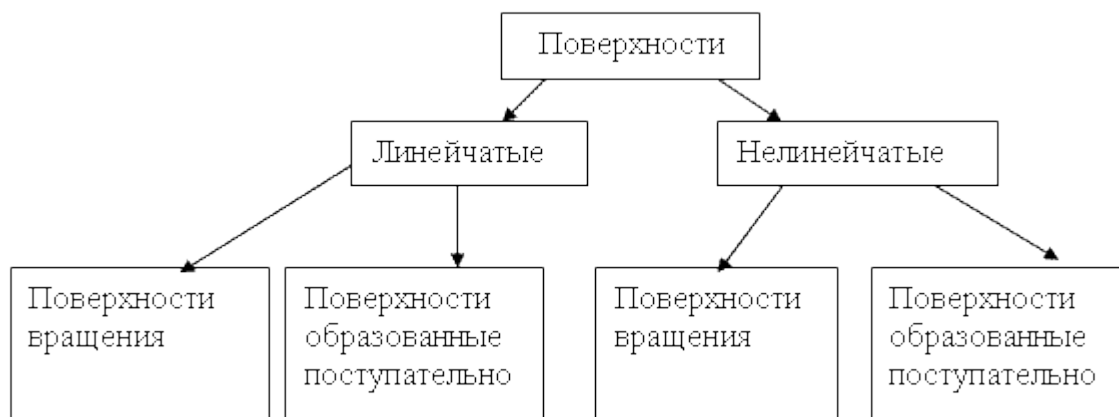 Поверхности
Линейчатые
Нелинейчатые
Поверхности
вращения
Поверхности
образованные
поступательно
Поверхности
вращения
Поверхности
образованные
поступательно